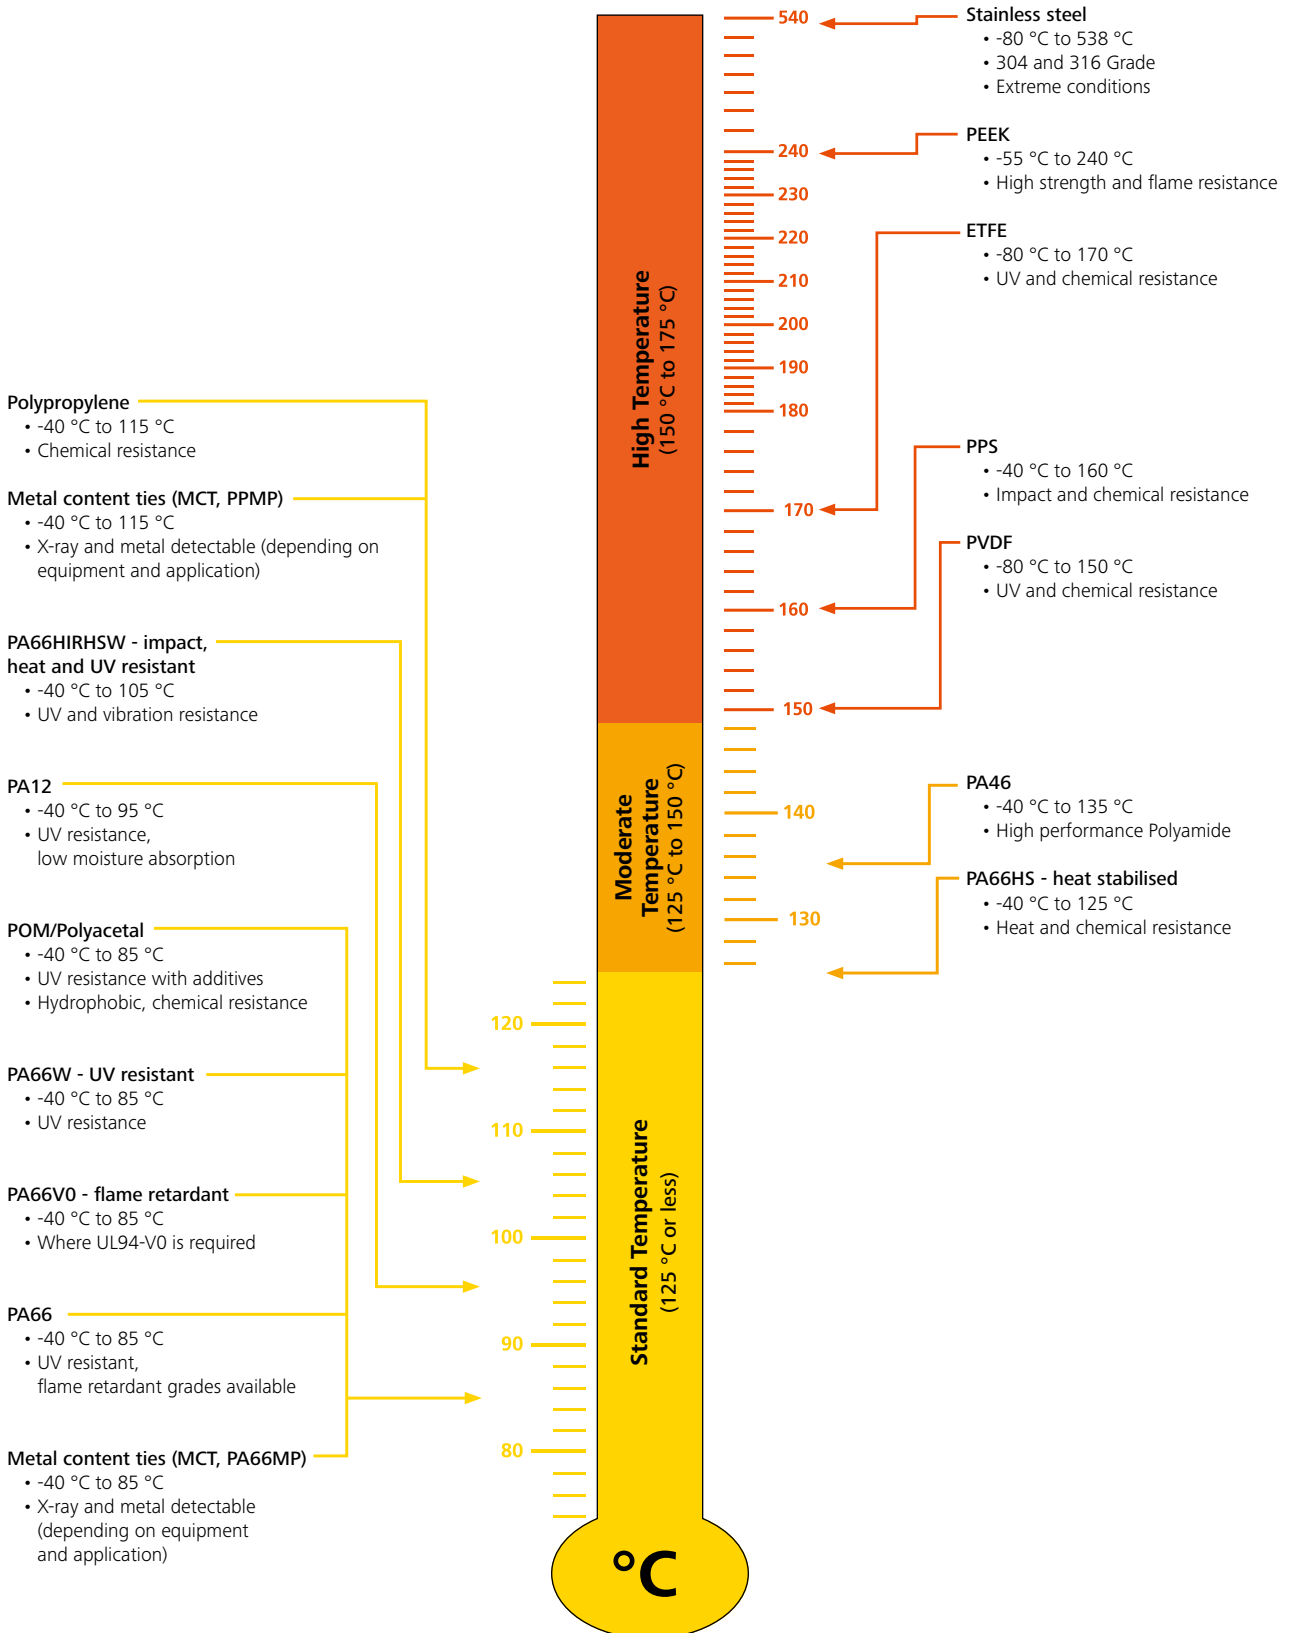 Polypropylene
• -40 °C to 115 °C
• Chemical resistance
Metal content ties (MCT, PPMP)
• -40 °C to 115 °C
• X-ray and metal detectable (depending on
equipment and application)
PA66HIRHSW - impact,
heat and UV resistant
• -40 °C to 105 °C
• UV and vibration resistance
PA12
• -40 °C to 95 °C
• UV resistance,
low moisture absorption
POM/Polyacetal
• -40 °C to 85 °C
• UV resistance with additives
• Hydrophobic, chemical resistance
PA66W - UV resistant
• -40 °C to 85 °C
• UV resistance
PA66V0 - flame retardant
• -40 °C to 85 °C
• Where UL94-V0 is required
PA66
• -40 °C to 85 °C
• UV resistant,
flame retardant grades available
Metal content ties (MCT, PA66MP)
• -40 °C to 85 °C
• X-ray and metal detectable
(depending on equipment
and application)
120
110
100
90
80
High Temperature
(150 °C to 175 °C)
Moderate
Temperature
(125 °C to 150 °C)
Standard Temperature
(125 °C or less)
°C
540
240
230
220
210
200
190
180
170
160
150
140
130
Stainless steel
• -80 °C to 538 °C
• 304 and 316 Grade
• Extreme conditions
PEEK
• -55 °C to 240 °C
• High strength and flame resistance
ETFE
• -80 °C to 170 °C
• UV and chemical resistance
PPS
• -40 °C to 160 °C
• Impact and chemical resistance
PVDF
• -80 °C to 150 °C
• UV and chemical resistance
PA46
• -40 °C to 135 °C
• High performance Polyamide
PA66HS - heat stabilised
• -40 °C to 125 °C
• Heat and chemical resistance